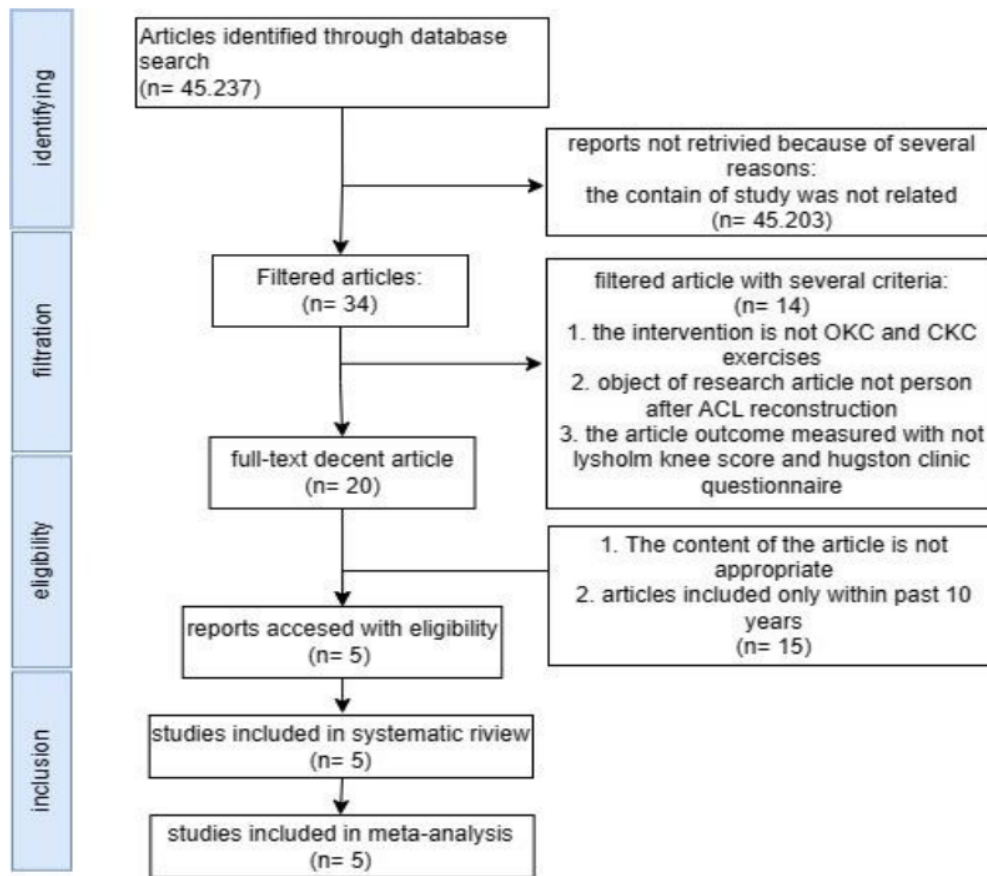 identifying
Articles identified through database
search
(n= 45.237)
reports not retrivied because of several
reasons:
the contain of study was not related
(n= 45.203)
filtration
Filtered articles:
(n= 34)
filtered article with several criteria:
(n= 14)
1. the intervention is not OKC and CKC
exercises
2. object of research article not person
after ACL reconstruction
3. the article outcome measured with not
lysholm knee score and hugston clinic
questionnaire
full-text decent article
(n= 20)
eligibility
1. The content of the article is not
appropriate
2. articles included only within past 10
years
(n= 15)
reports accesed with eligibility
(n= 5)
inclusion
studies included in systematic riview
(n= 5)
studies included in meta-analysis
(n= 5)